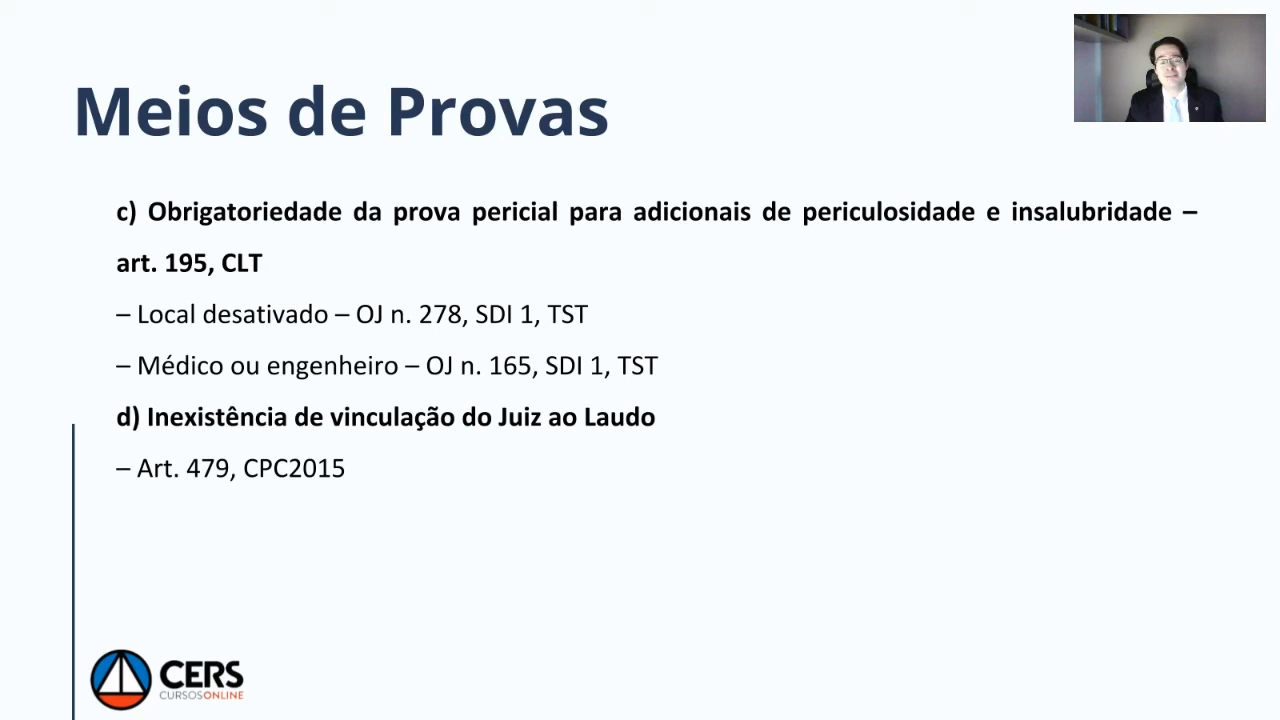 Meios de Provas
c) Obrigatoriedade da prova pericial para adicionais de periculosidade e insalubridade –
art. 195, CLT
– Local desativado – OJ n. 278, SDI 1, TST
– Médico ou engenheiro – OJ n. 165, SDI 1, TST
d) Inexistência de vinculação do Juiz ao Laudo
– Art. 479, CPC2015
CERS
CURSOSONLINE